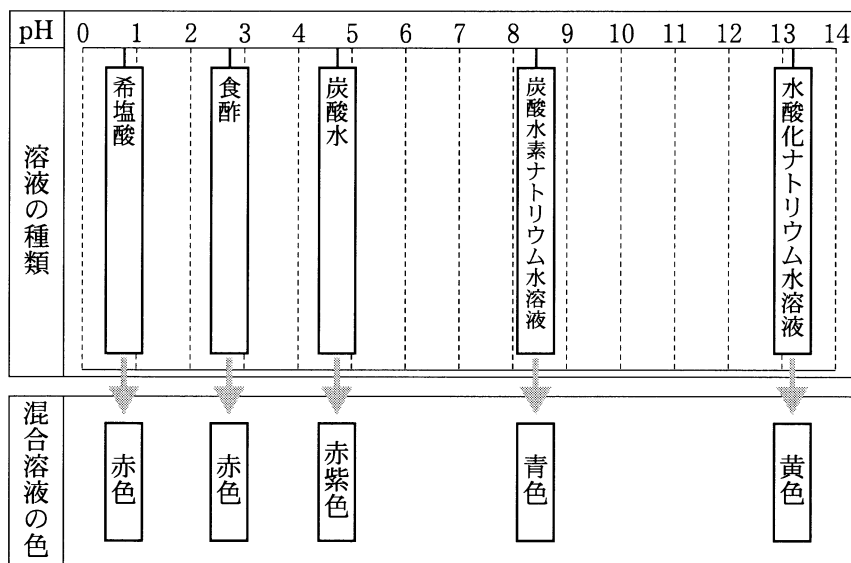 pH 0 1 2 3 4 5 6 7 8 9 10 11 12 13 14
溶液の種類
希塩酸
食酢
炭酸水
炭酸水素ナトリウム水溶液
水酸化ナトリウム水溶液
混合溶液の色
赤色
赤色
赤紫色
青色
黄色